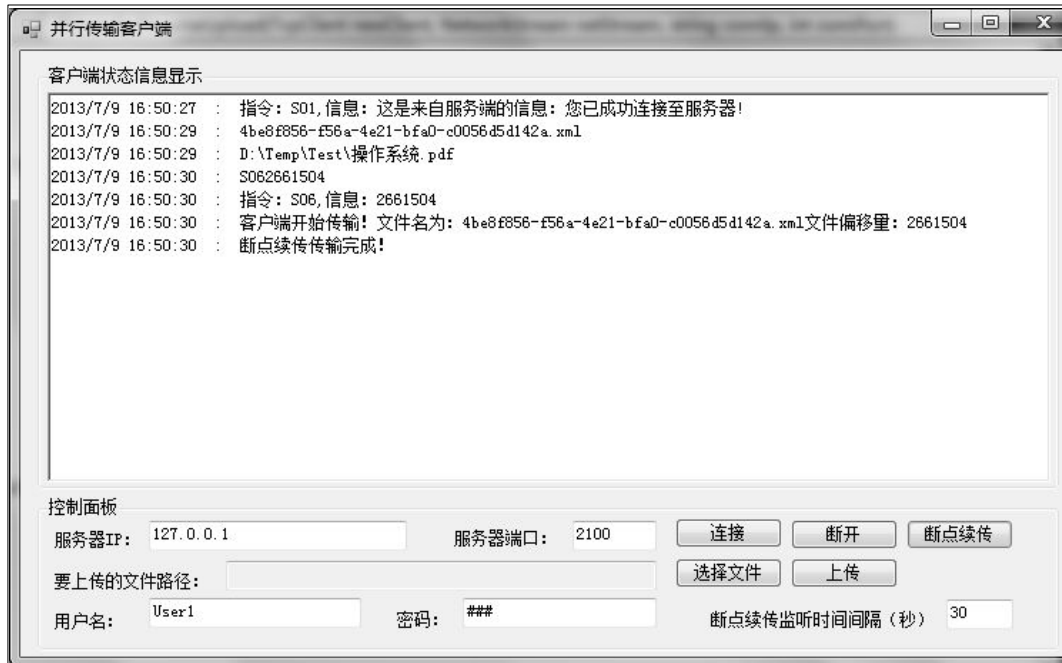 并行传输客户端
客户端状态信息显示
2013/7/9 16:50:27 : 指令: S01,信息: 这是来自服务端的信息: 您已成功连接至服务器!
2013/7/9 16:50:29 : 4be8f856-f56a-4e21-bfa0-c0056d5d142a.xml
2013/7/9 16:50:29 : D:\Temp\Test\操作系统.pdf
2013/7/9 16:50:30 : S062661504
2013/7/9 16:50:30 : 指令: S06,信息: 2661504
2013/7/9 16:50:30 : 客户端开始传输! 文件名为: 4be8f856-f56a-4e21-bfa0-c0056d5d142a.xml文件偏移量: 2661504
2013/7/9 16:50:30 : 断点续传传输完成!
控制面板
服务器IP: 127.0.0.1 服务器端口: 2100 连接 断开 断点续传
要上传的文件路径: 选择文件 上传
用户名: User1 密码: ### 断点续传监听时间间隔（秒） 30